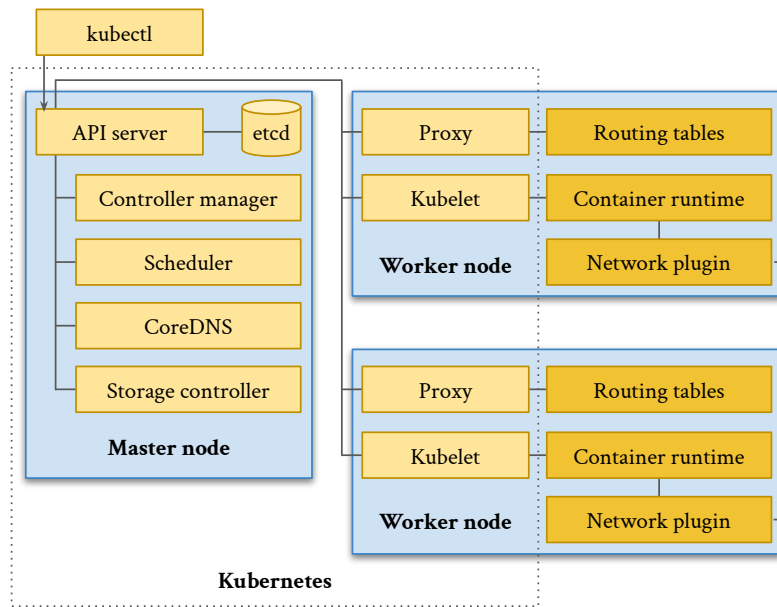 kubectl
API server
etcd
Controller manager
Scheduler
CoreDNS
Storage controller
Master node
Proxy
Routing tables
Kubelet
Container runtime
Worker node
Network plugin
Proxy
Routing tables
Kubelet
Container runtime
Worker node
Network plugin
Kubernetes